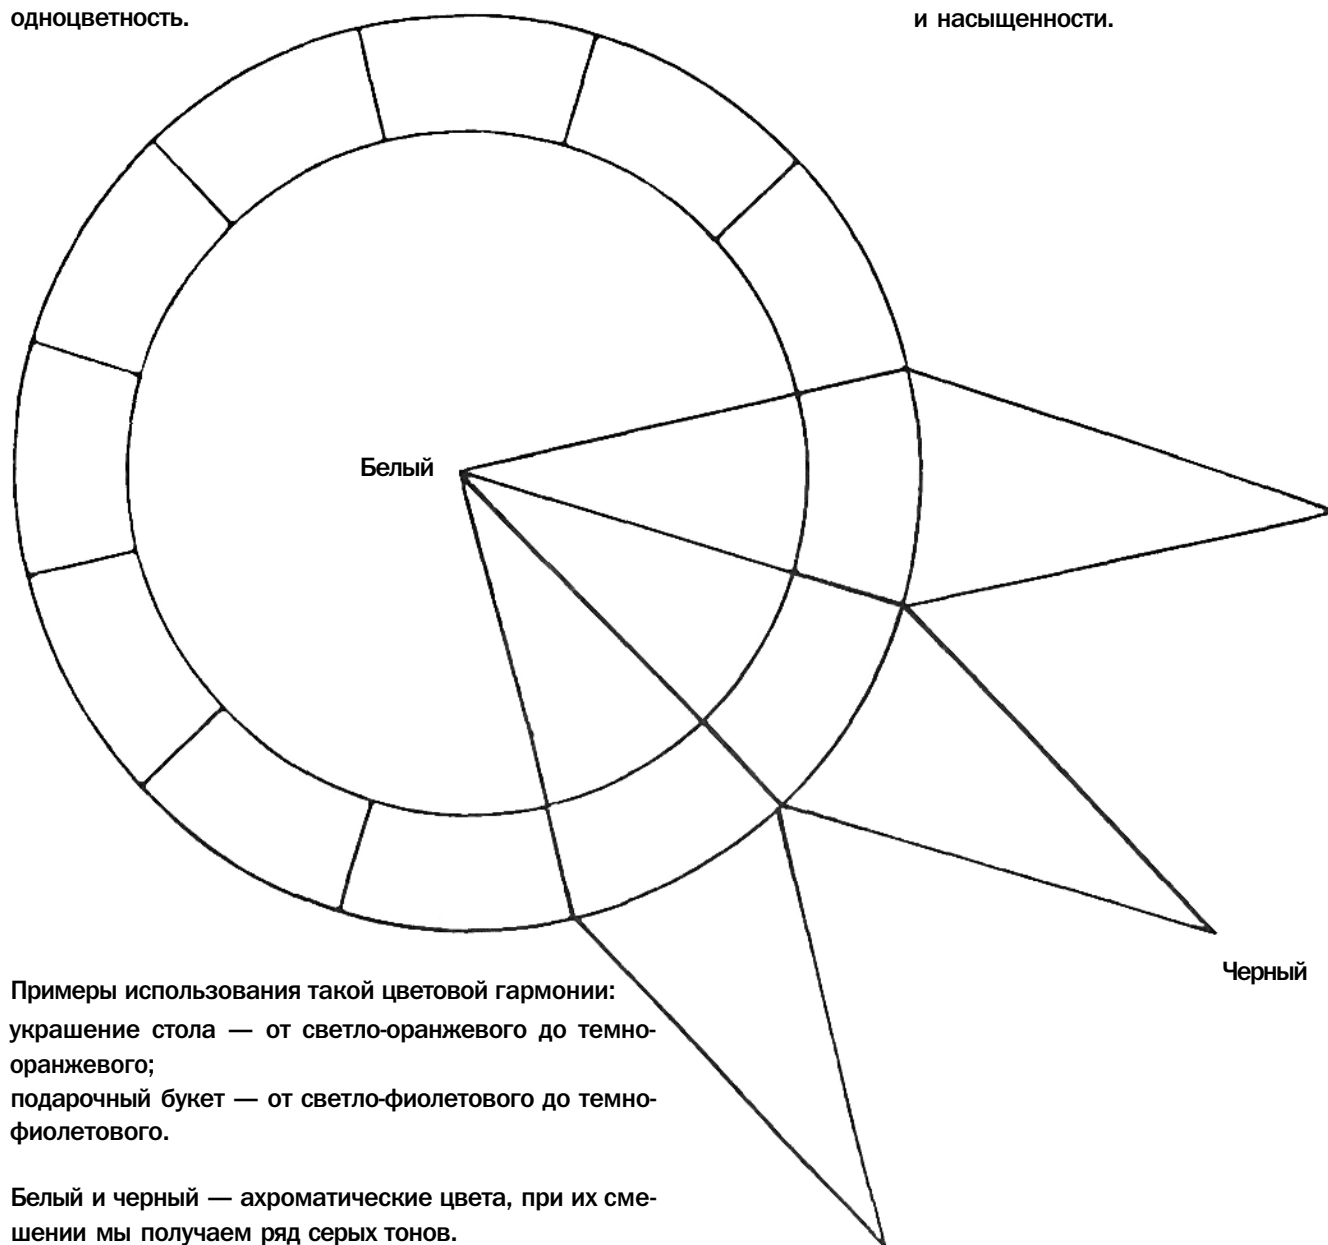 одноцветность.
и насыщенности.
Белый
Черный
Примеры использования такой цветовой гармонии:
украшение стола — от светло-оранжевого до темно-
оранжевого;
подарочный букет — от светло-фиолетового до темно-
фиолетового.
Белый и черный — ахроматические цвета, при их сме-
шении мы получаем ряд серых тонов.